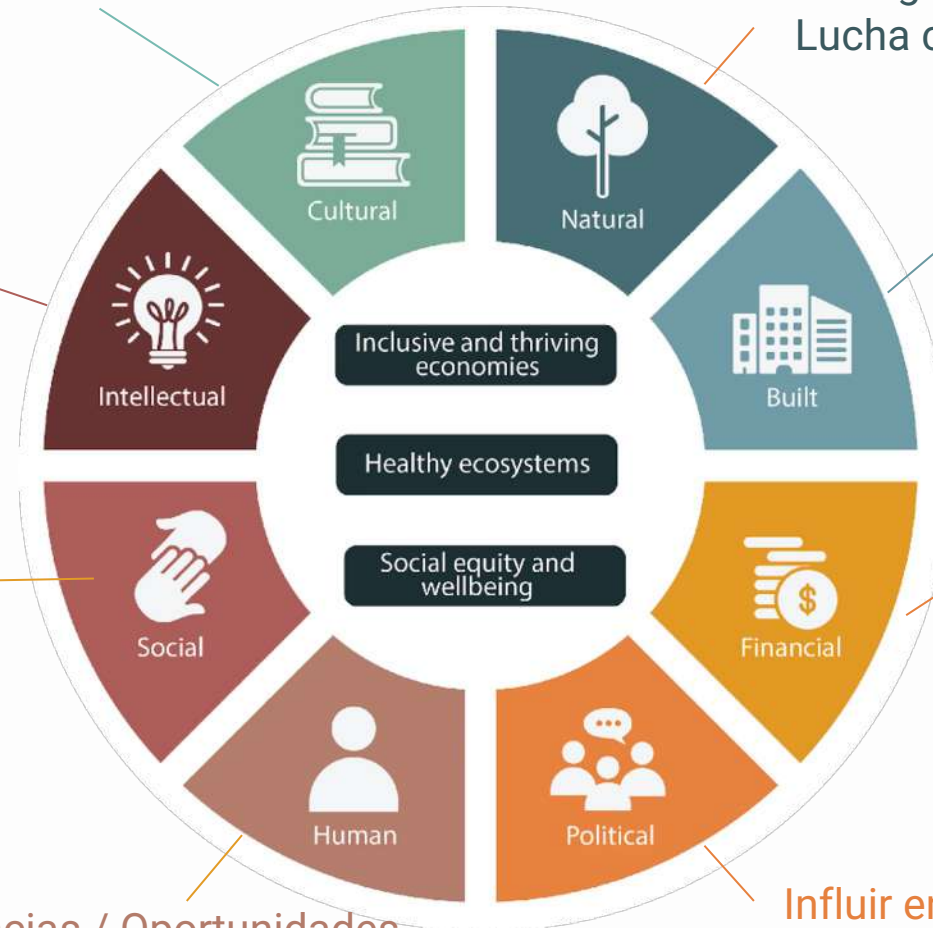 Lucha
Cultural
Natural
Intellectual
Built
Inclusive and thriving
economies
Healthy ecosystems
Social equity and
wellbeing
Social
Financial
$
Human
Political
/ Oportunidades
Influir